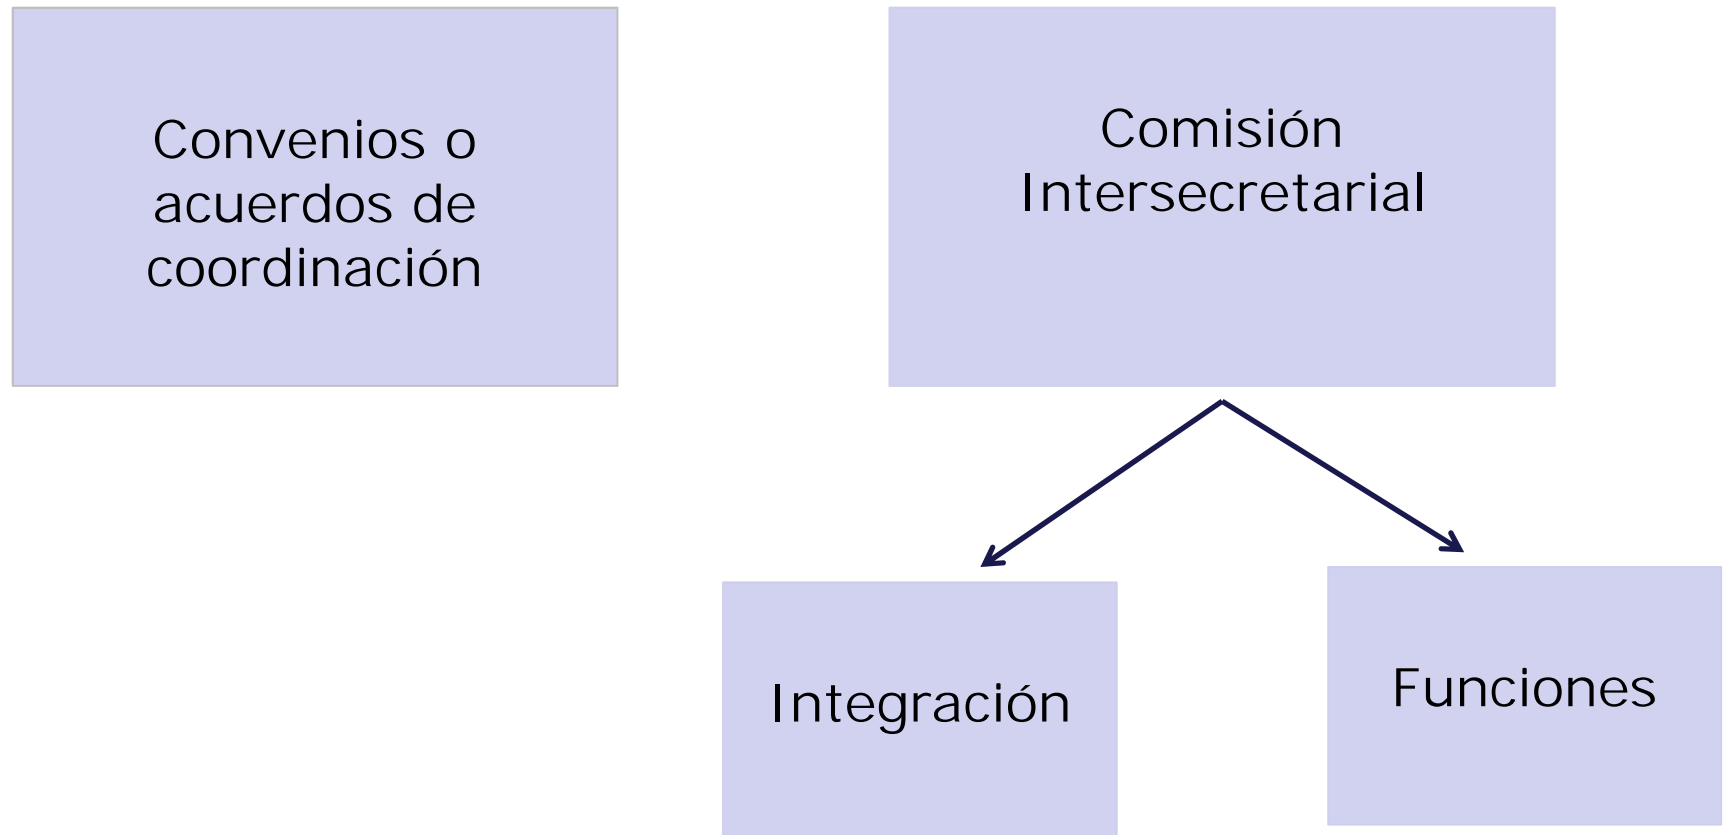 Convenios o
acuerdos de
coordinación
Comisión
Intersecretarial
Integración
Funciones